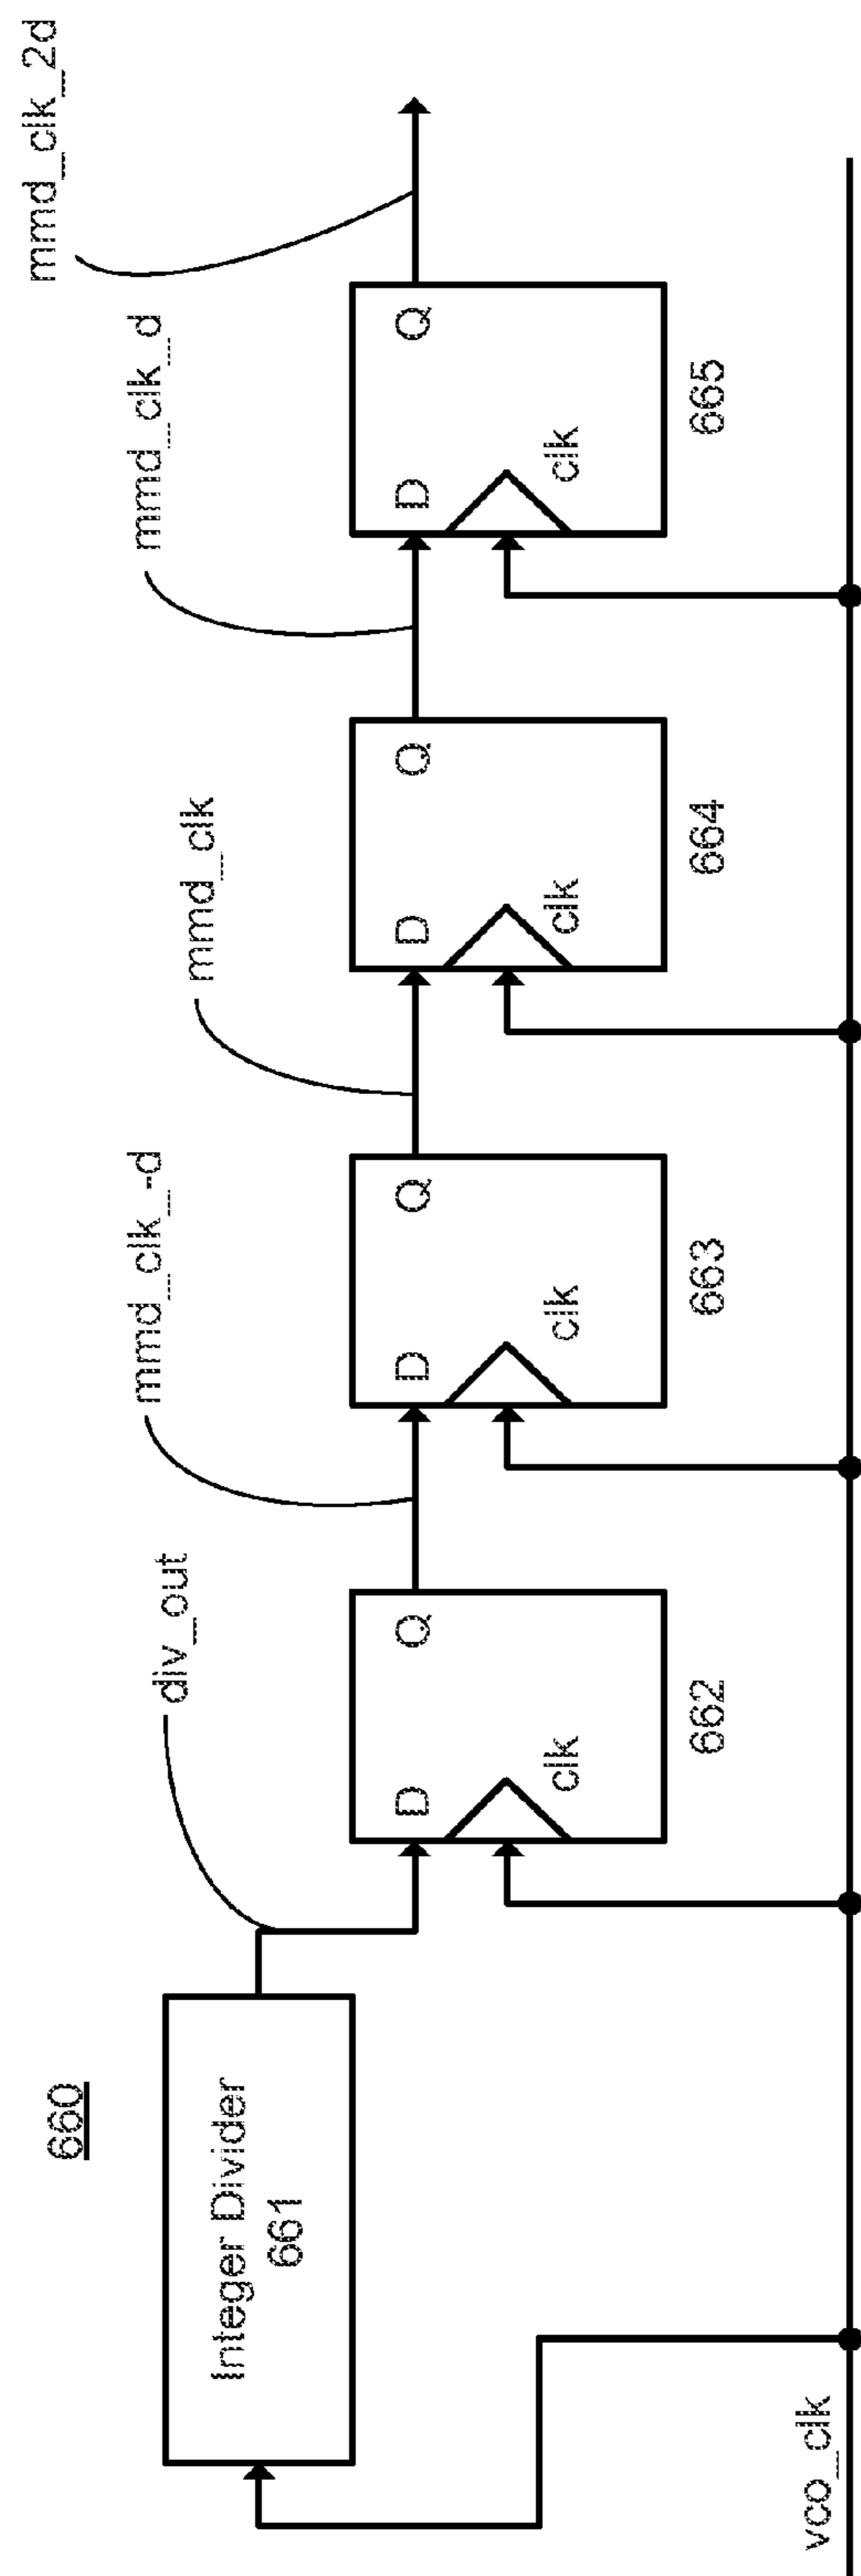 660
Integer Divider
661
vco_clk
div_out
D
Q
clk
662
mmd_clk_-d
D
Q
clk
663
mmd_clk
D
Q
clk
664
mmd_clk_d
D
Q
clk
665
mmd_clk_2d